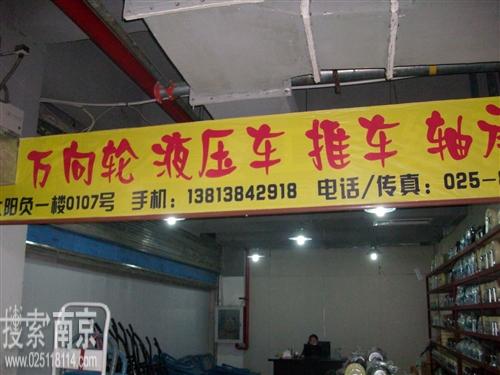 万向轮 液压车 推车 轴
阳负一楼0107号 手机：13813842918 电话/传真：025-
搜索南京
www.025118114.com